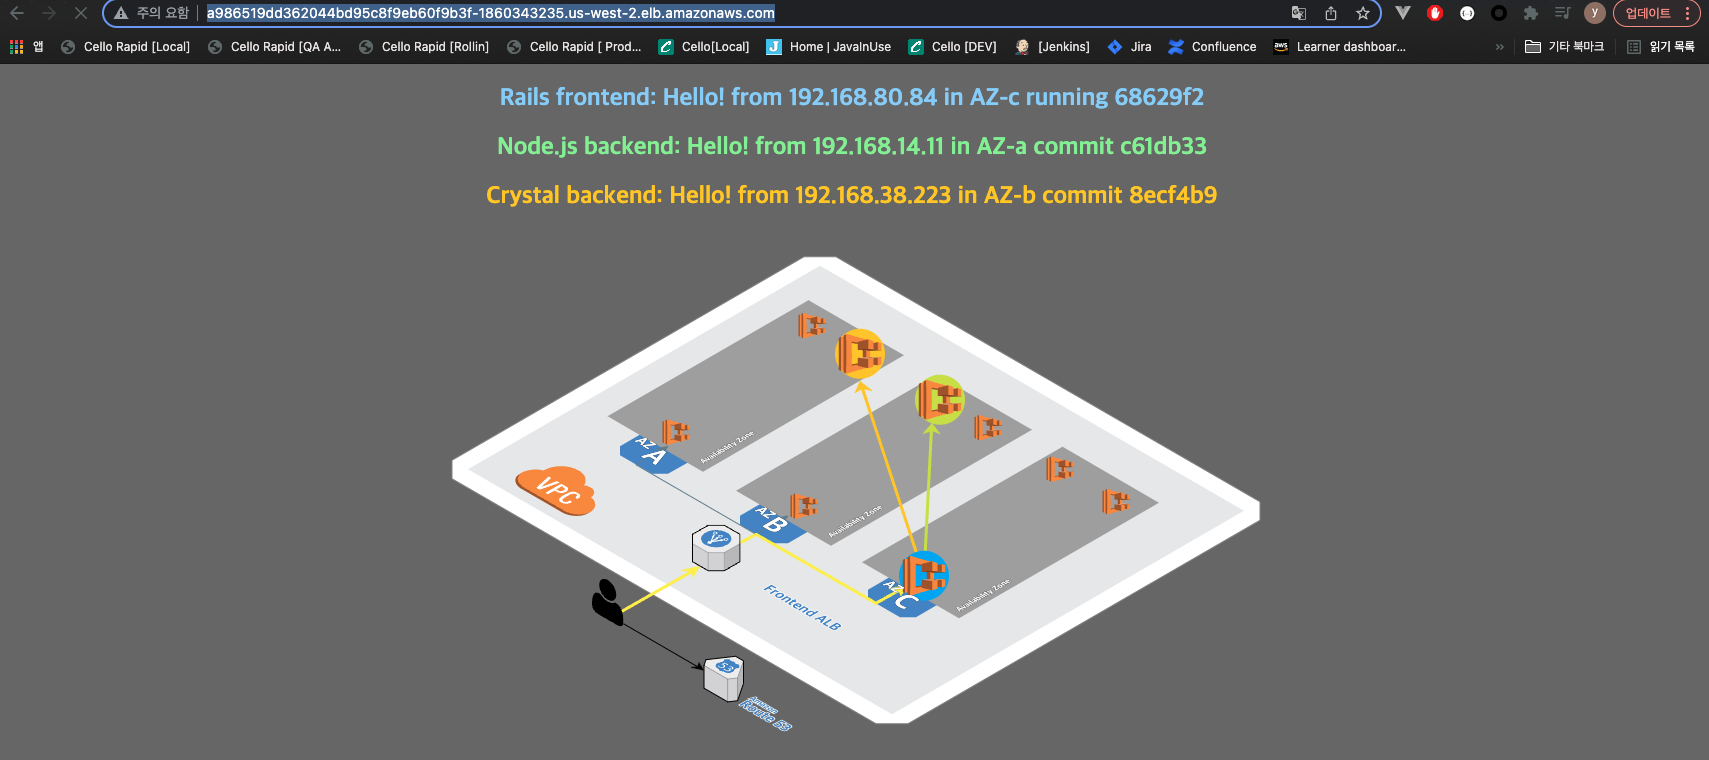 주의 요함 a986519dd362044bd95c8f9eb60f9b3f-1860343235.us-west-2.elb.amazonaws.com y 업데이트
앱 Cello Rapid [Local] Cello Rapid [QA A... Cello Rapid [Rollin] Cello Rapid [ Prod... Cello[Local] Home | JavaInUse Cello [DEV] [Jenkins] Jira Confluence aws Learner dashboar... » 기타 북마크 읽기 목록
Rails frontend: Hello! from 192.168.80.84 in AZ-c running 68629f2
Node.js backend: Hello! from 192.168.14.11 in AZ-a commit c61db33
Crystal backend: Hello! from 192.168.38.223 in AZ-b commit 8ecf4b9
AZ A
Availability Zone
VPC
AZ B
Availability Zone
AZ C
Availability Zone
Frontend ALB
53
Amazon
Route 53